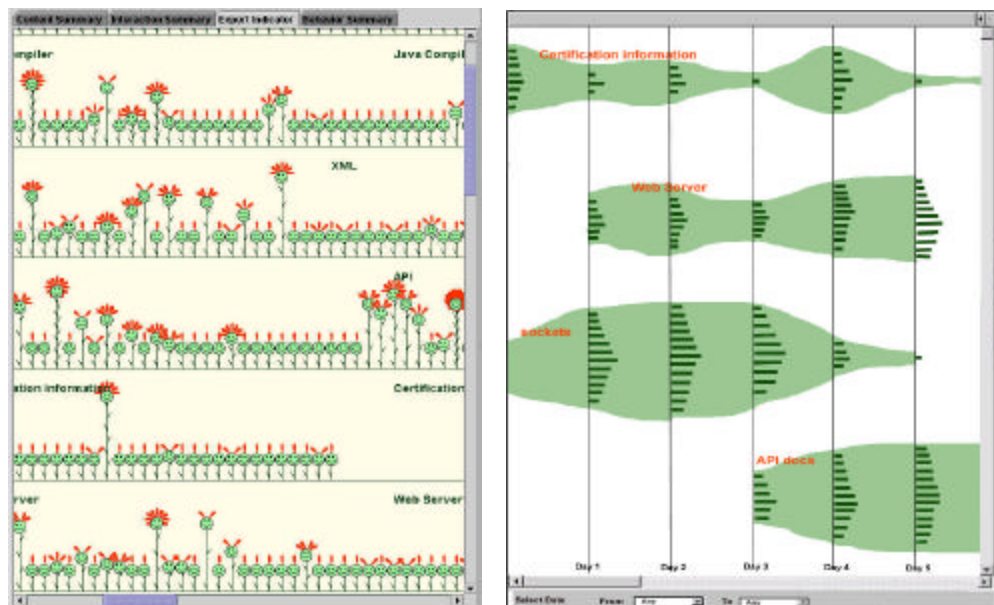 Content Summary Interaction Summary Expert Indicator Behavior Summary
mpiler
Java Compil
XML
API
ation information
Certification
rver
Web Server
Certification information
Web Server
sockets
API docs
Day 1 Day 2 Day 3 Day 4 Day 5
Select Date From: Any To Any